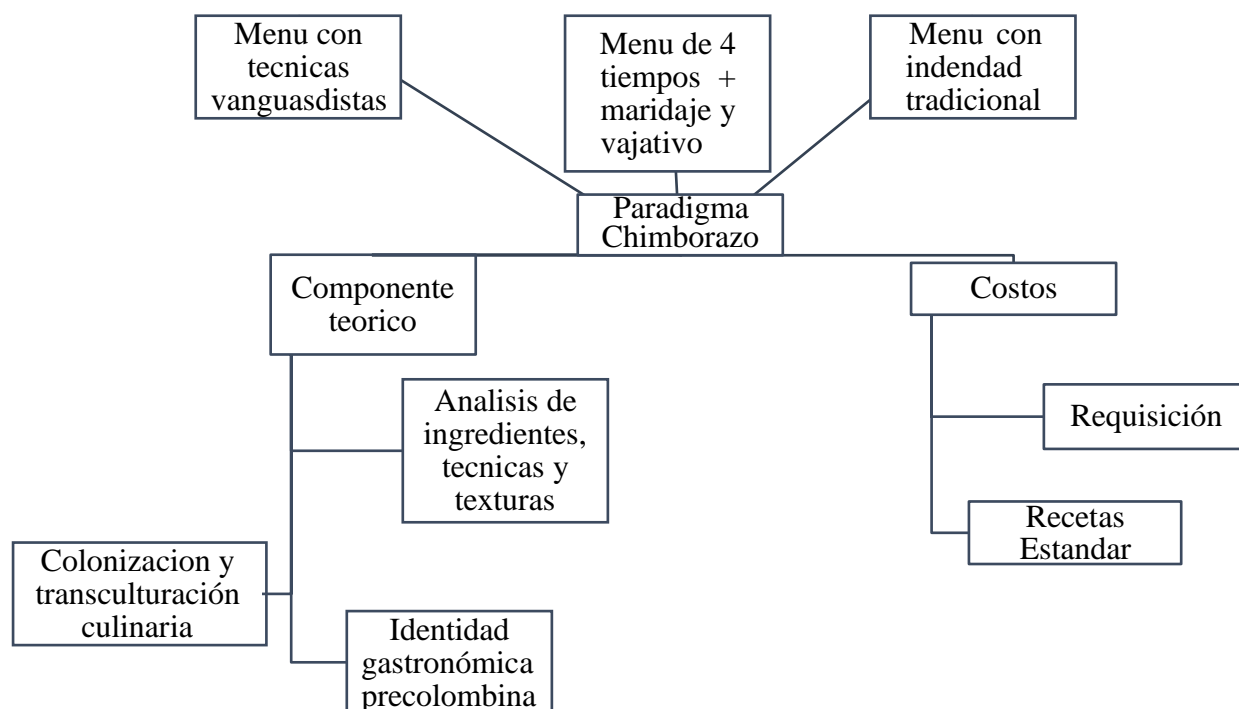 Menu con
tecnicas
vanguasdistas
Menu de 4
tiempos +
maridaje y
vajativo
Menu con
indendad
tradicional
Paradigma
Chimborazo
Componente
teorico
Costos
Analisis de
ingredientes,
tecnicas y
texturas
Requisición
Recetas
Estandar
Colonizacion y
transculturación
culinaria
Identidad
gastronómica
precolombina